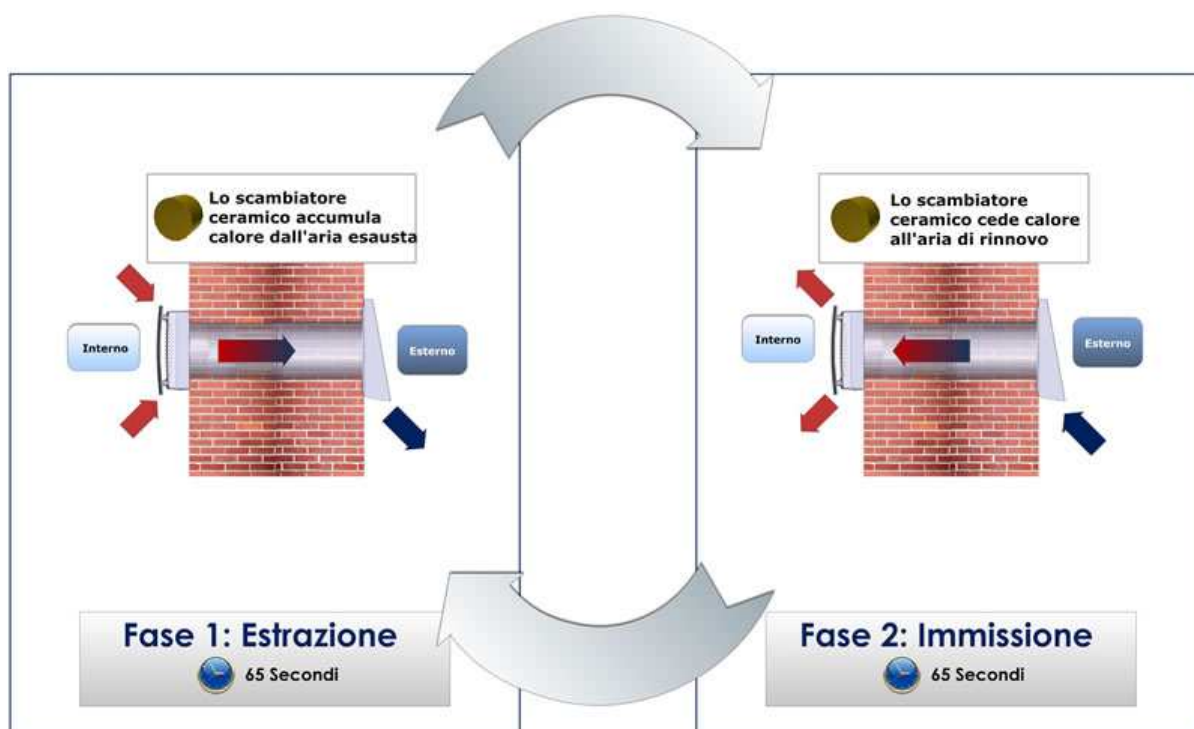 Lo scambiatore
ceramico accumula
calore dall'aria esausta
Interno
Esterno
Fase 1: Estrazione
65 Secondi
Lo scambiatore
ceramico cede calore
all'aria di rinnovo
Interno
Esterno
Fase 2: Immissione
65 Secondi